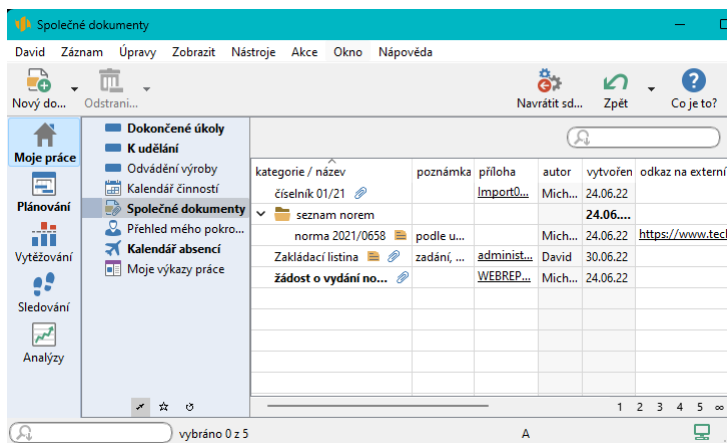 Společné dokumenty
David Záznam Úpravy Zobrazit Nástroje Akce Okno Nápověda
Nový do... Odstrani... Navrátit sd... Zpět Co je to?
Moje práce
Plánování
Vytěžování
Sledování
Analýzy
Dokončené úkoly
K udělání
Odvádění výroby
Kalendář činností
Společné dokumenty
Přehled mého pokro...
Kalendář absencí
Moje výkazy práce
kategorie / název poznámka příloha autor vytvořen odkaz na externí
číselník 01/21 Import0... Mich... 24.06.22
seznam norem 24.06....
norma 2021/0658 podle u... Mich... 24.06.22 https://www.tecl
Zakládací listina zadání, ... administ... David 30.06.22
žádost o vydání no... WEBREP... Mich... 24.06.22
1 2 3 4 5 ∞
vybráno 0 z 5 A